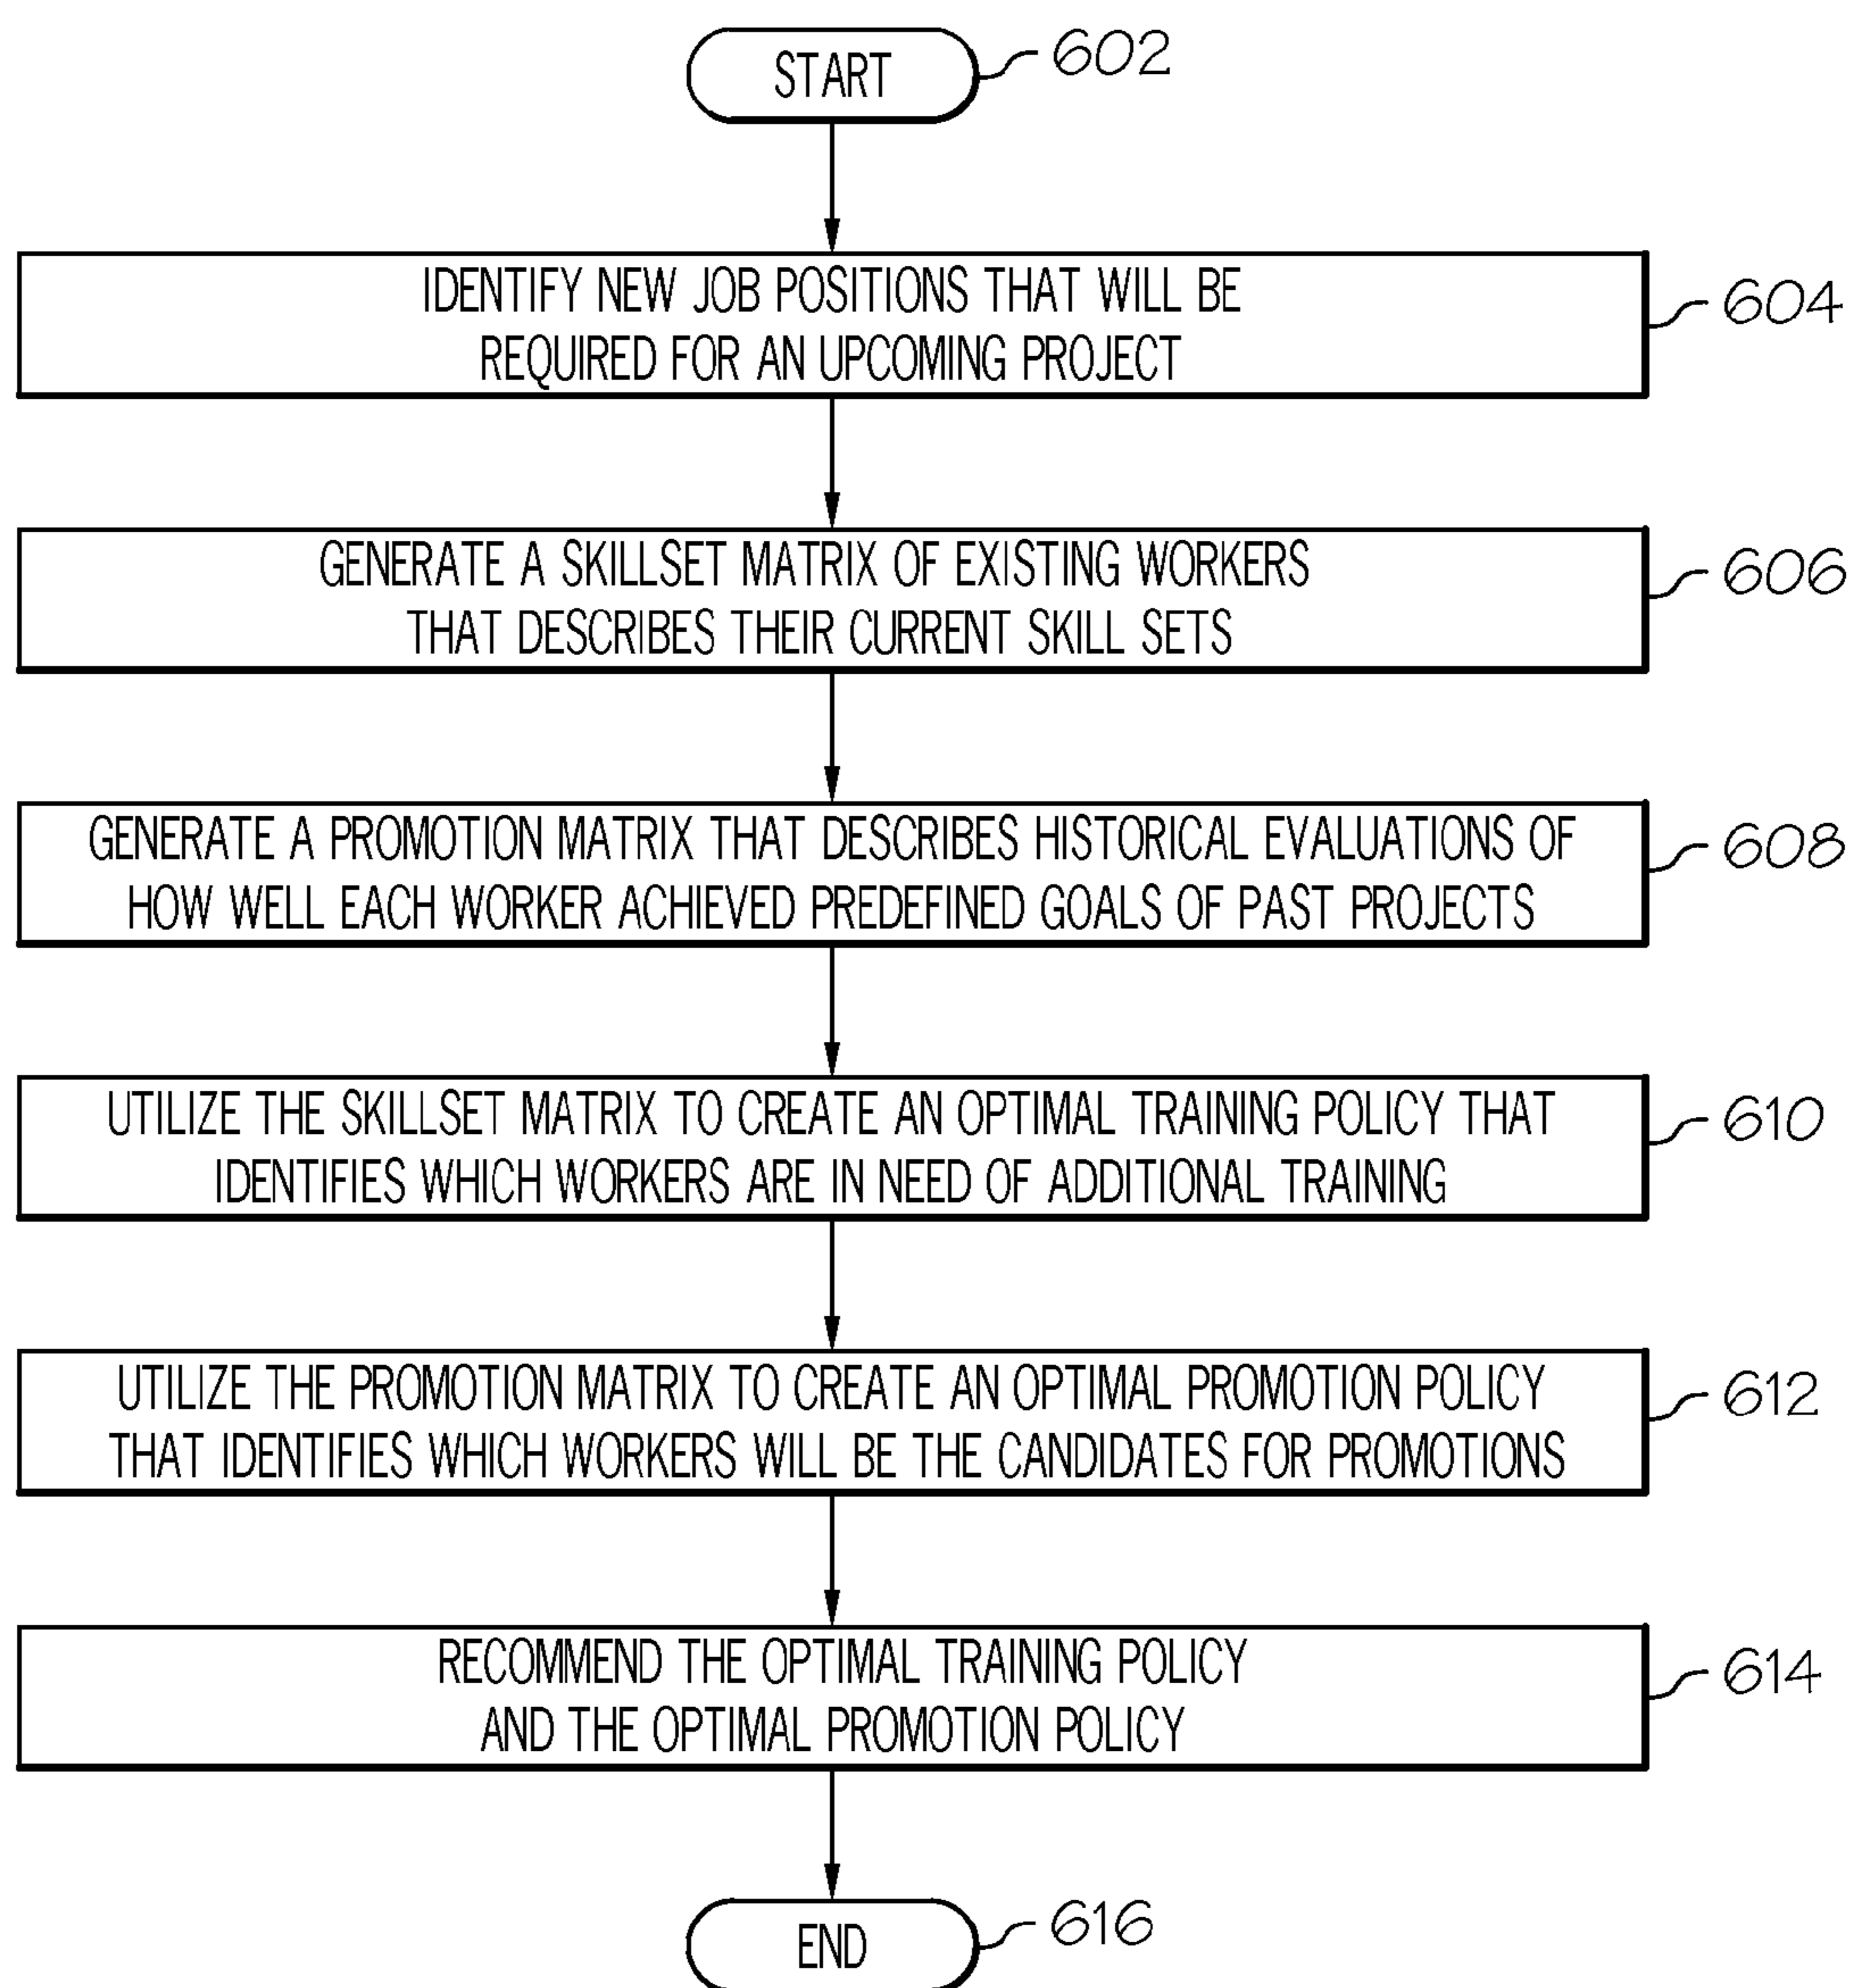 START
602
IDENTIFY NEW JOB POSITIONS THAT WILL BE
REQUIRED FOR AN UPCOMING PROJECT
604
GENERATE A SKILLSET MATRIX OF EXISTING WORKERS
THAT DESCRIBES THEIR CURRENT SKILL SETS
606
GENERATE A PROMOTION MATRIX THAT DESCRIBES HISTORICAL EVALUATIONS OF
HOW WELL EACH WORKER ACHIEVED PREDEFINED GOALS OF PAST PROJECTS
608
UTILIZE THE SKILLSET MATRIX TO CREATE AN OPTIMAL TRAINING POLICY THAT
IDENTIFIES WHICH WORKERS ARE IN NEED OF ADDITIONAL TRAINING
610
UTILIZE THE PROMOTION MATRIX TO CREATE AN OPTIMAL PROMOTION POLICY
THAT IDENTIFIES WHICH WORKERS WILL BE THE CANDIDATES FOR PROMOTIONS
612
RECOMMEND THE OPTIMAL TRAINING POLICY
AND THE OPTIMAL PROMOTION POLICY
614
END
616